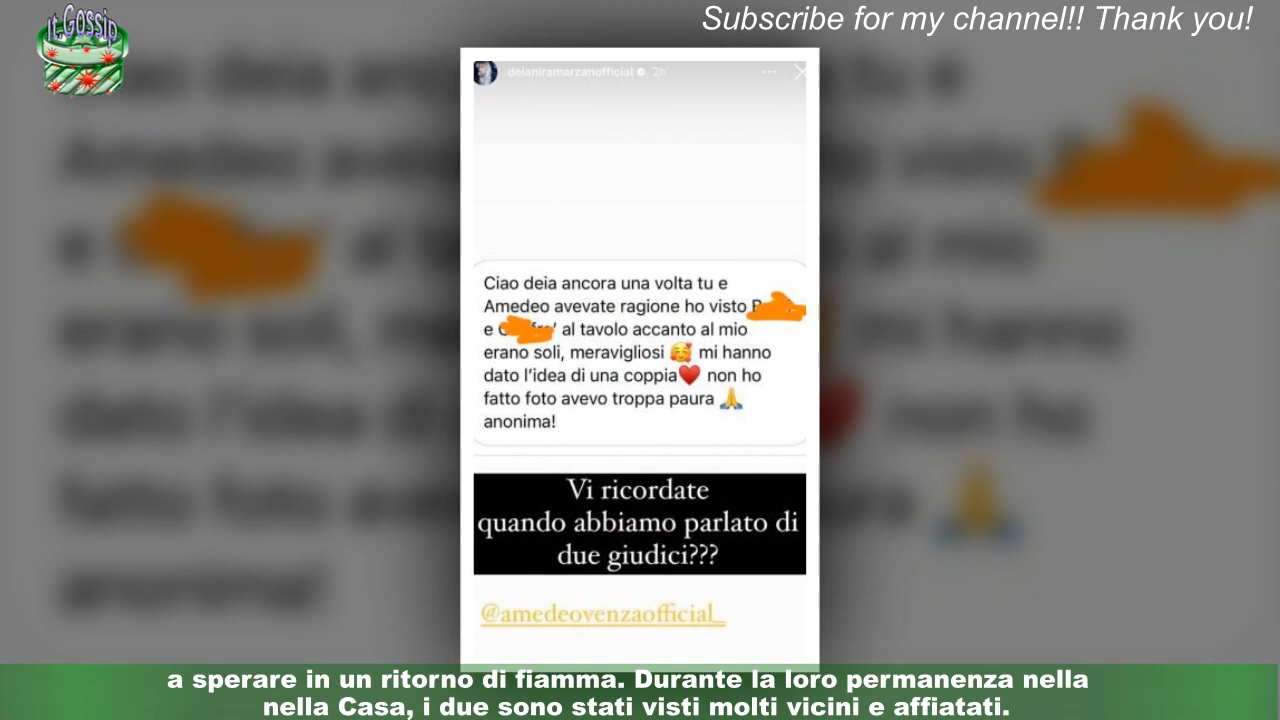 it.Gossip
Subscribe for my channel!! Thank you!
deianiramarzanofficial 2h
Ciao deia ancora una volta tu e
Amedeo avevate ragione ho visto
e al tavolo accanto al mio
erano soli, meravigliosi 🥰 mi hanno
dato l'idea di una coppia❤️ non ho
fatto foto avevo troppa paura 🙏
anonima!
Vi ricordate
quando abbiamo parlato di
due giudici???
@amedeovenzaofficial_
a sperare in un ritorno di fiamma. Durante la loro permanenza nella
nella Casa, i due sono stati visti molti vicini e affiatati.